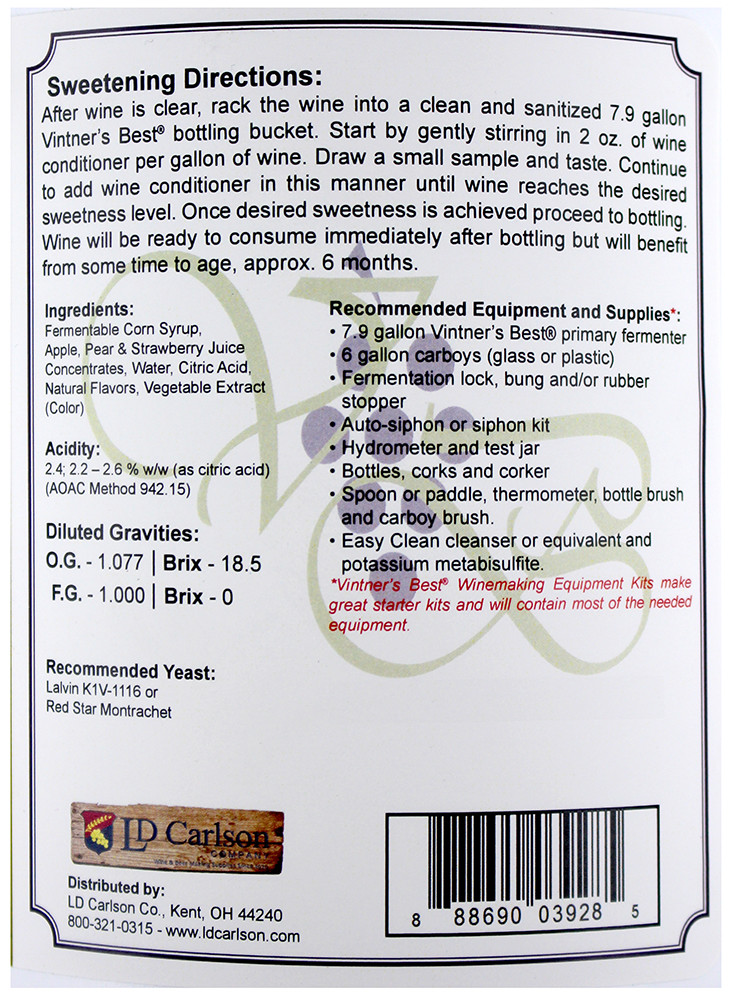 Sweetening Directions:
After wine is clear, rack the wine into a clean and sanitized 7.9 gallon
Vintner's Best® bottling bucket. Start by gently stirring in 2 oz. of wine
conditioner per gallon of wine. Draw a small sample and taste. Continue
to add wine conditioner in this manner until wine reaches the desired
sweetness level. Once desired sweetness is achieved proceed to bottling.
Wine will be ready to consume immediately after bottling but will benefit
from some time to age, approx. 6 months.
Ingredients:
Fermentable Corn Syrup,
Apple, Pear & Strawberry Juice
Concentrates, Water, Citric Acid,
Natural Flavors, Vegetable Extract
(Color)
Acidity:
2.4; 2.2 – 2.6 % w/w (as citric acid)
(AOAC Method 942.15)
Diluted Gravities:
O.G. - 1.077 | Brix - 18.5
F.G. - 1.000 | Brix - 0
Recommended Yeast:
Lalvin K1V-1116 or
Red Star Montrachet
Recommended Equipment and Supplies*:
• 7.9 gallon Vintner's Best® primary fermenter
• 6 gallon carboys (glass or plastic)
• Fermentation lock, bung and/or rubber
stopper
• Auto-siphon or siphon kit
• Hydrometer and test jar
• Bottles, corks and corker
• Spoon or paddle, thermometer, bottle brush
and carboy brush.
• Easy Clean cleanser or equivalent and
potassium metabisulfite.
*Vintner's Best® Winemaking Equipment Kits make
great starter kits and will contain most of the needed
equipment.
LD Carlson
COMPANY
Distributed by:
LD Carlson Co., Kent, OH 44240
800-321-0315 - www.ldcarlson.com
8 88690 03928 5